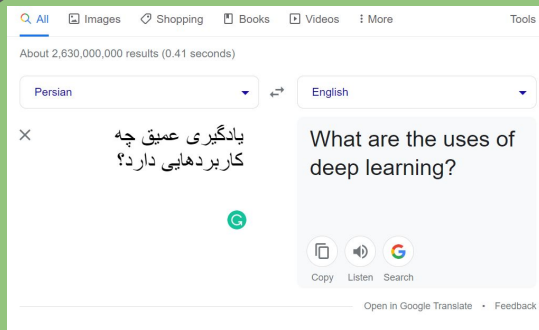 All Images Shopping Books Videos More Tools
About 2,630,000,000 results (0.41 seconds)
Persian English
یادگیری عمیق چه
کاربردهایی دارد؟
What are the uses of
deep learning?
Copy Listen Search
Open in Google Translate • Feedback